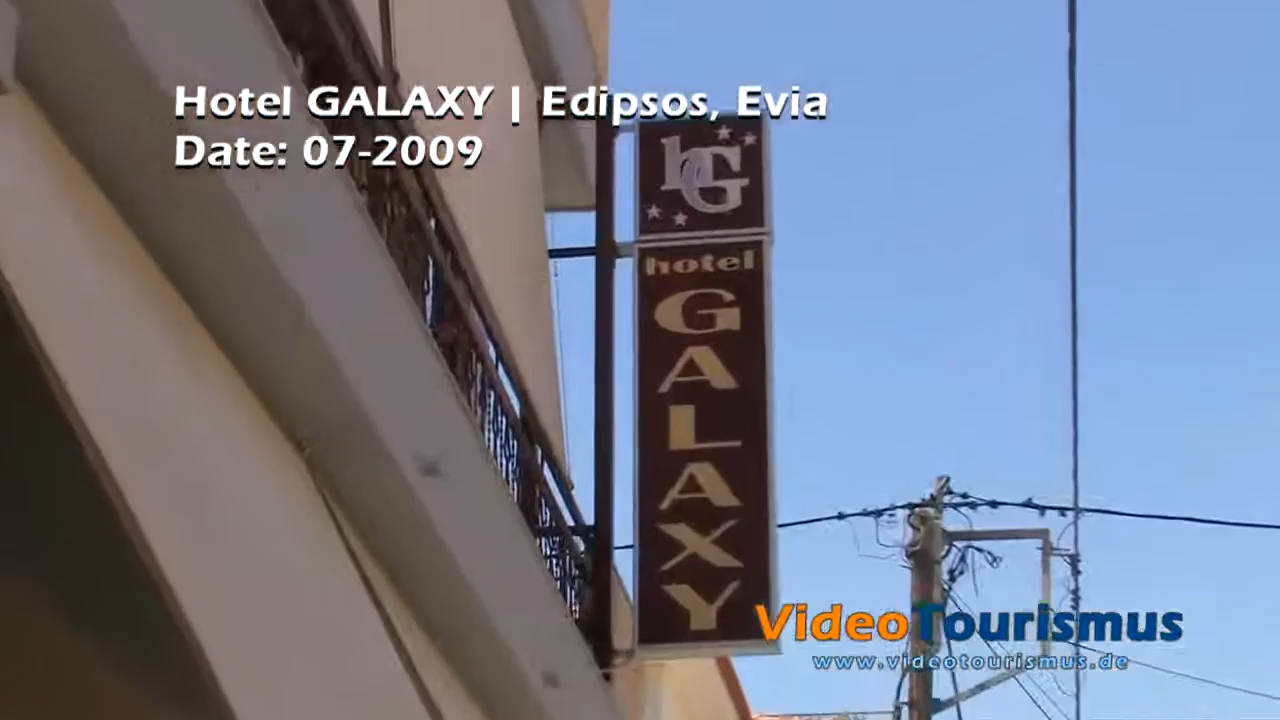 Hotel GALAXY | Edipsos, Evia
Date: 07-2009
hG
hotel
GALAXY
VideoTourismus
www.videotourismus.de